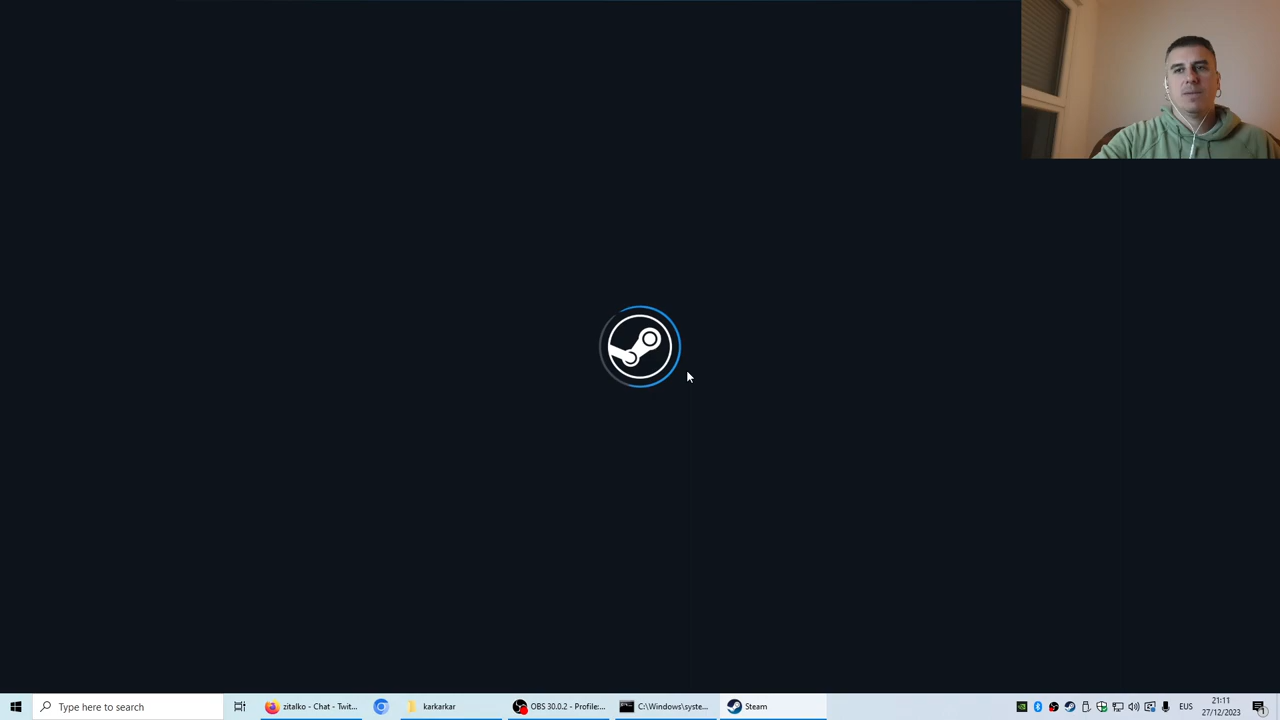 Type here to search
zitalko - Chat - Twit...
karkarkar
OBS 30.0.2 - Profile:...
C:\Windows\syste...
Steam
EUS
21:11
27/12/2023
1